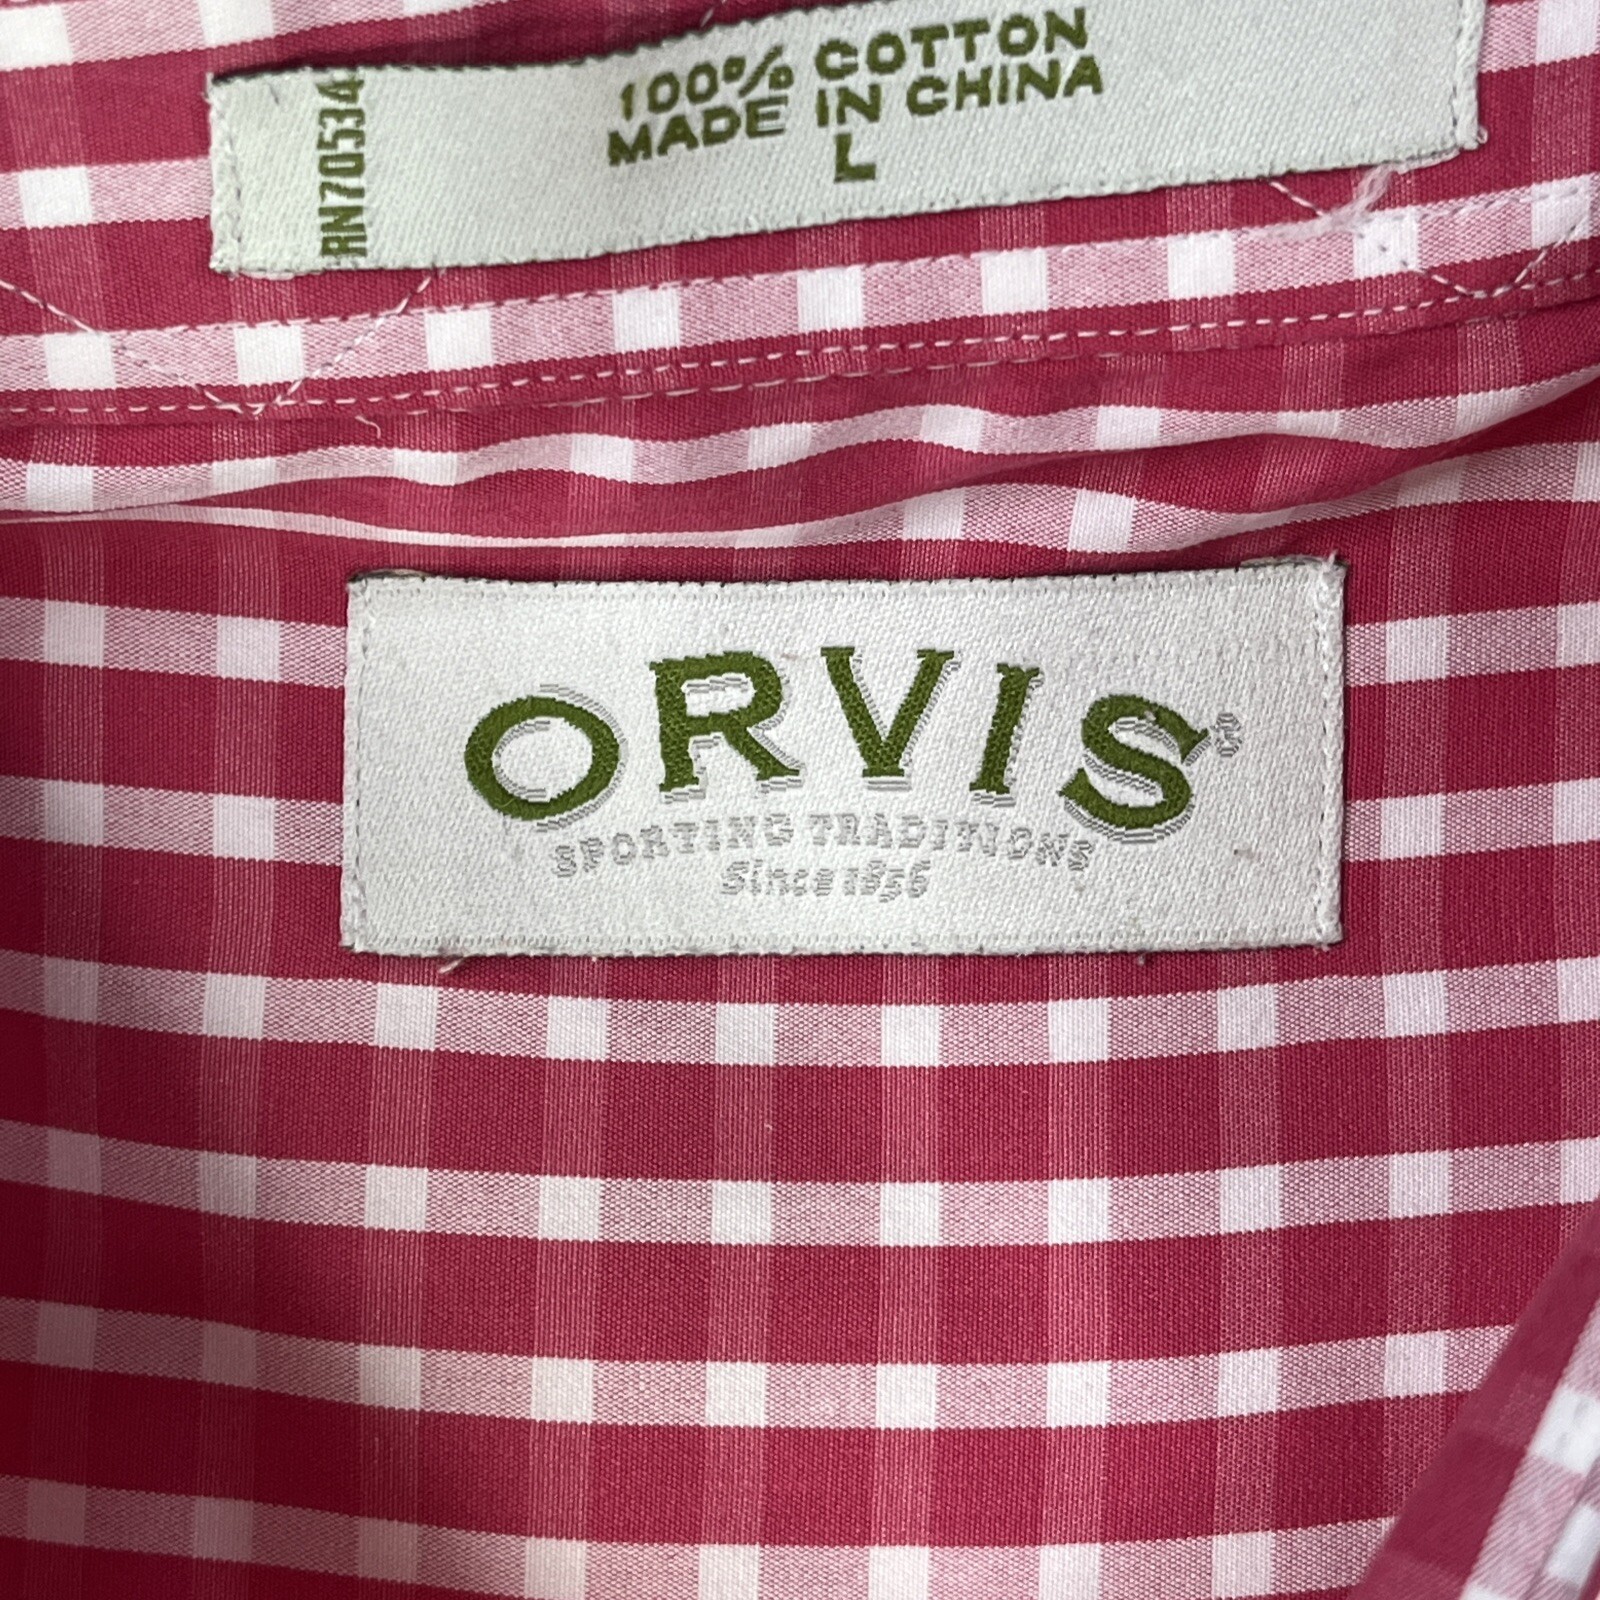 RN70534
100% COTTON
MADE IN CHINA
L
ORVIS®
SPORTING TRADITIONS
Since 1856